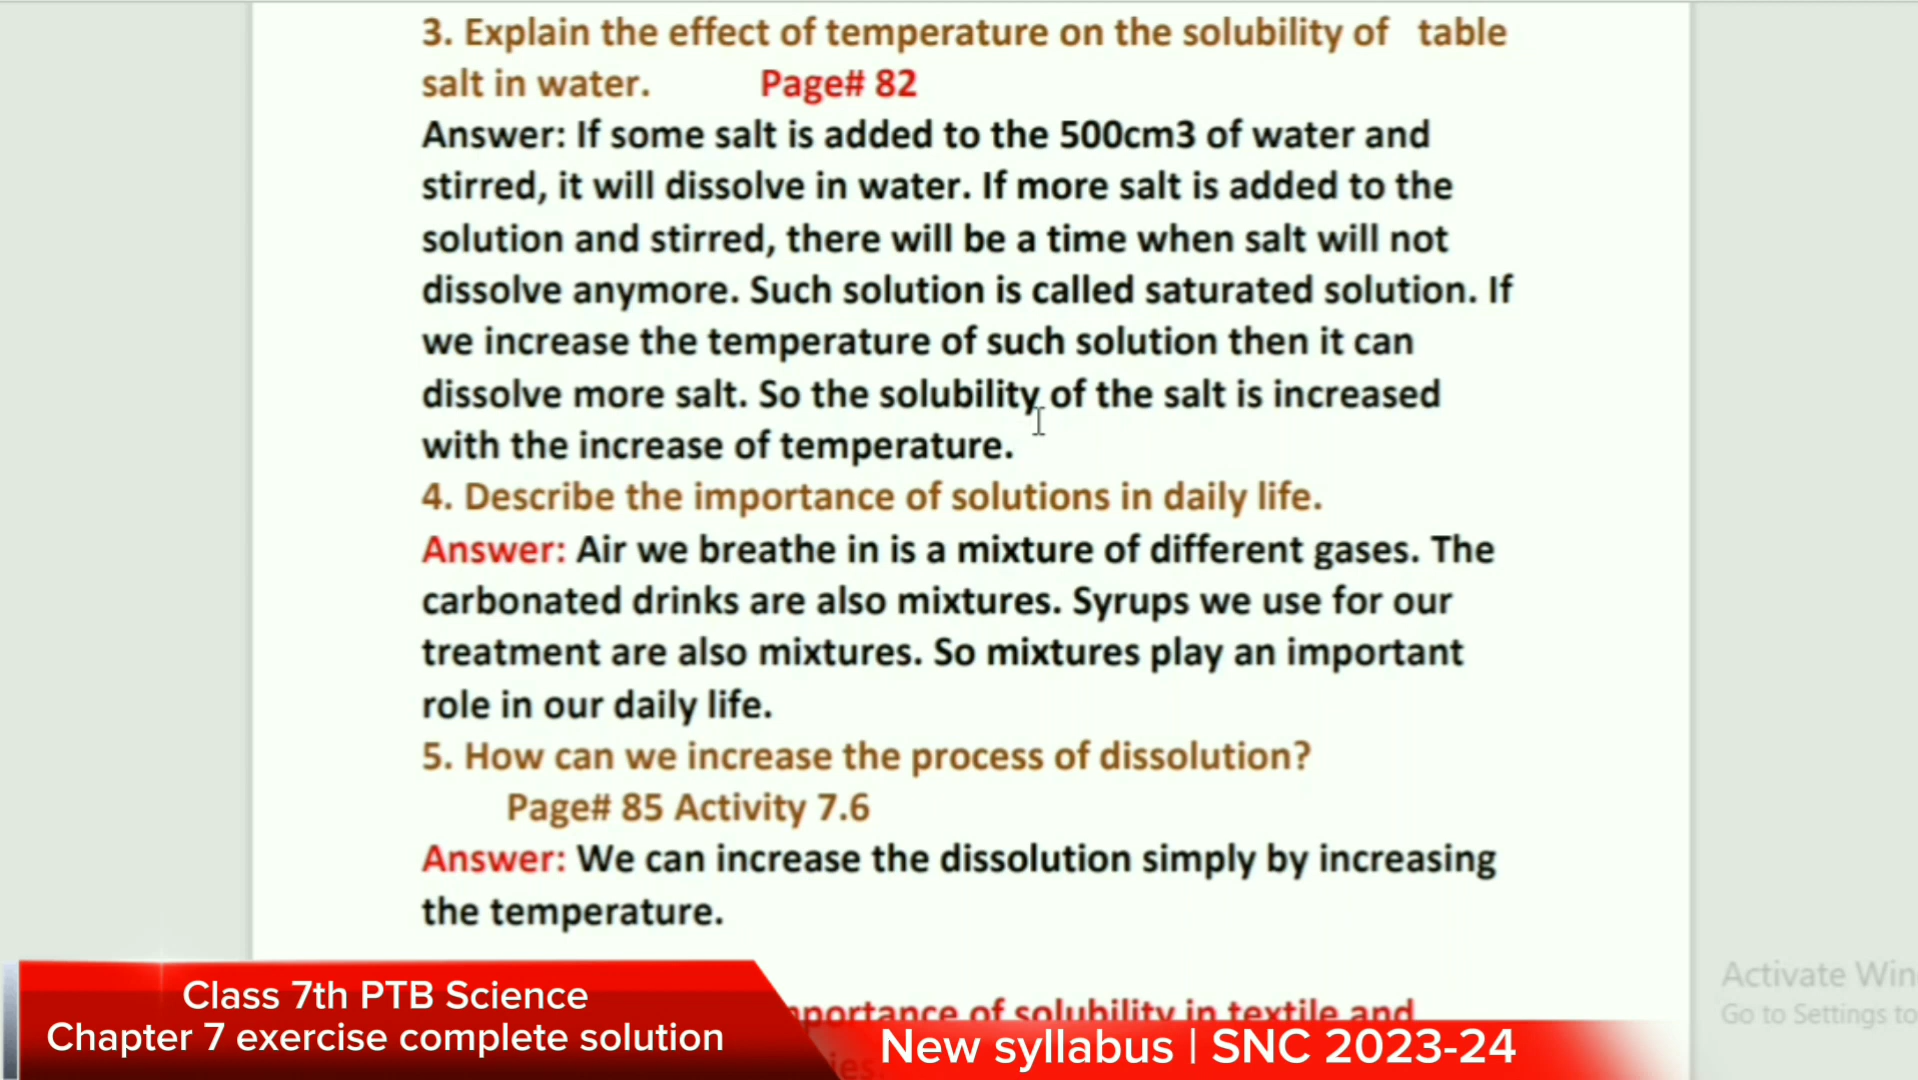 3. Explain the effect of temperature on the solubility of table
salt in water. Page# 82
Answer: If some salt is added to the 500cm3 of water and
stirred, it will dissolve in water. If more salt is added to the
solution and stirred, there will be a time when salt will not
dissolve anymore. Such solution is called saturated solution. If
we increase the temperature of such solution then it can
dissolve more salt. So the solubility of the salt is increased
with the increase of temperature.
4. Describe the importance of solutions in daily life.
Answer: Air we breathe in is a mixture of different gases. The
carbonated drinks are also mixtures. Syrups we use for our
treatment are also mixtures. So mixtures play an important
role in our daily life.
5. How can we increase the process of dissolution?
Page# 85 Activity 7.6
Answer: We can increase the dissolution simply by increasing
the temperature.
of solubility in textile and
Activate Win
Go to Settings to
Class 7th PTB Science
Chapter 7 exercise complete solution
New syllabus | SNC 2023-24